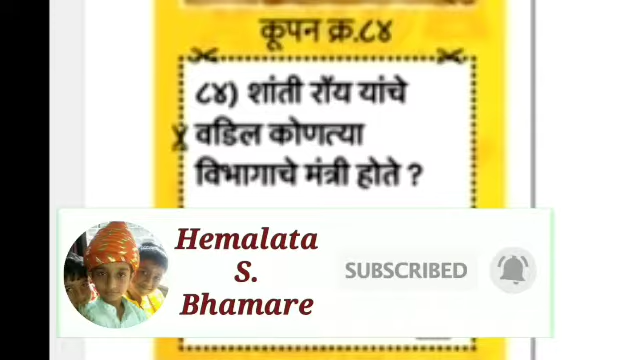 कूपन क्र.८४
८४) शांती रॉय यांचे
वडिल कोणत्या
विभागाचे मंत्री होते ?
Hemalata
S.
Bhamare
SUBSCRIBED